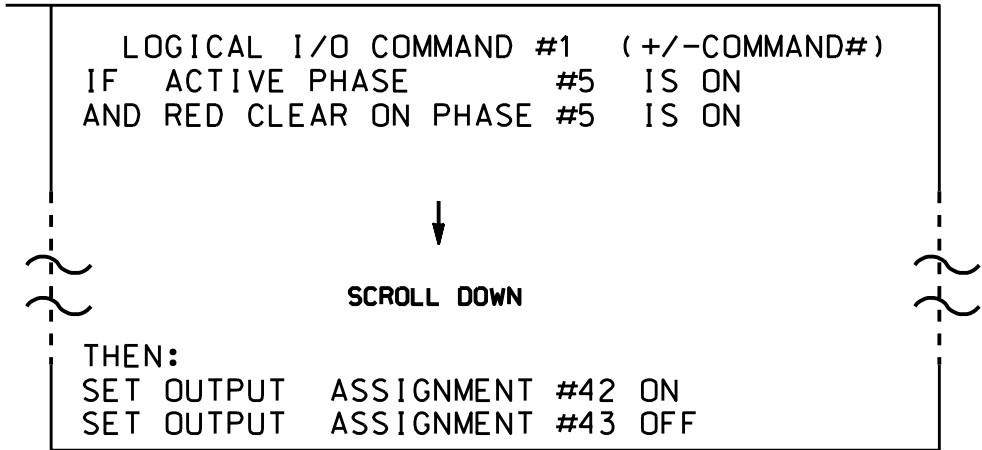 LOGICAL I/O COMMAND #1 (+/-COMMAND#)
IF ACTIVE PHASE #5 IS ON
AND RED CLEAR ON PHASE #5 IS ON
SCROLL DOWN
THEN:
SET OUTPUT ASSIGNMENT #42 ON
SET OUTPUT ASSIGNMENT #43 OFF